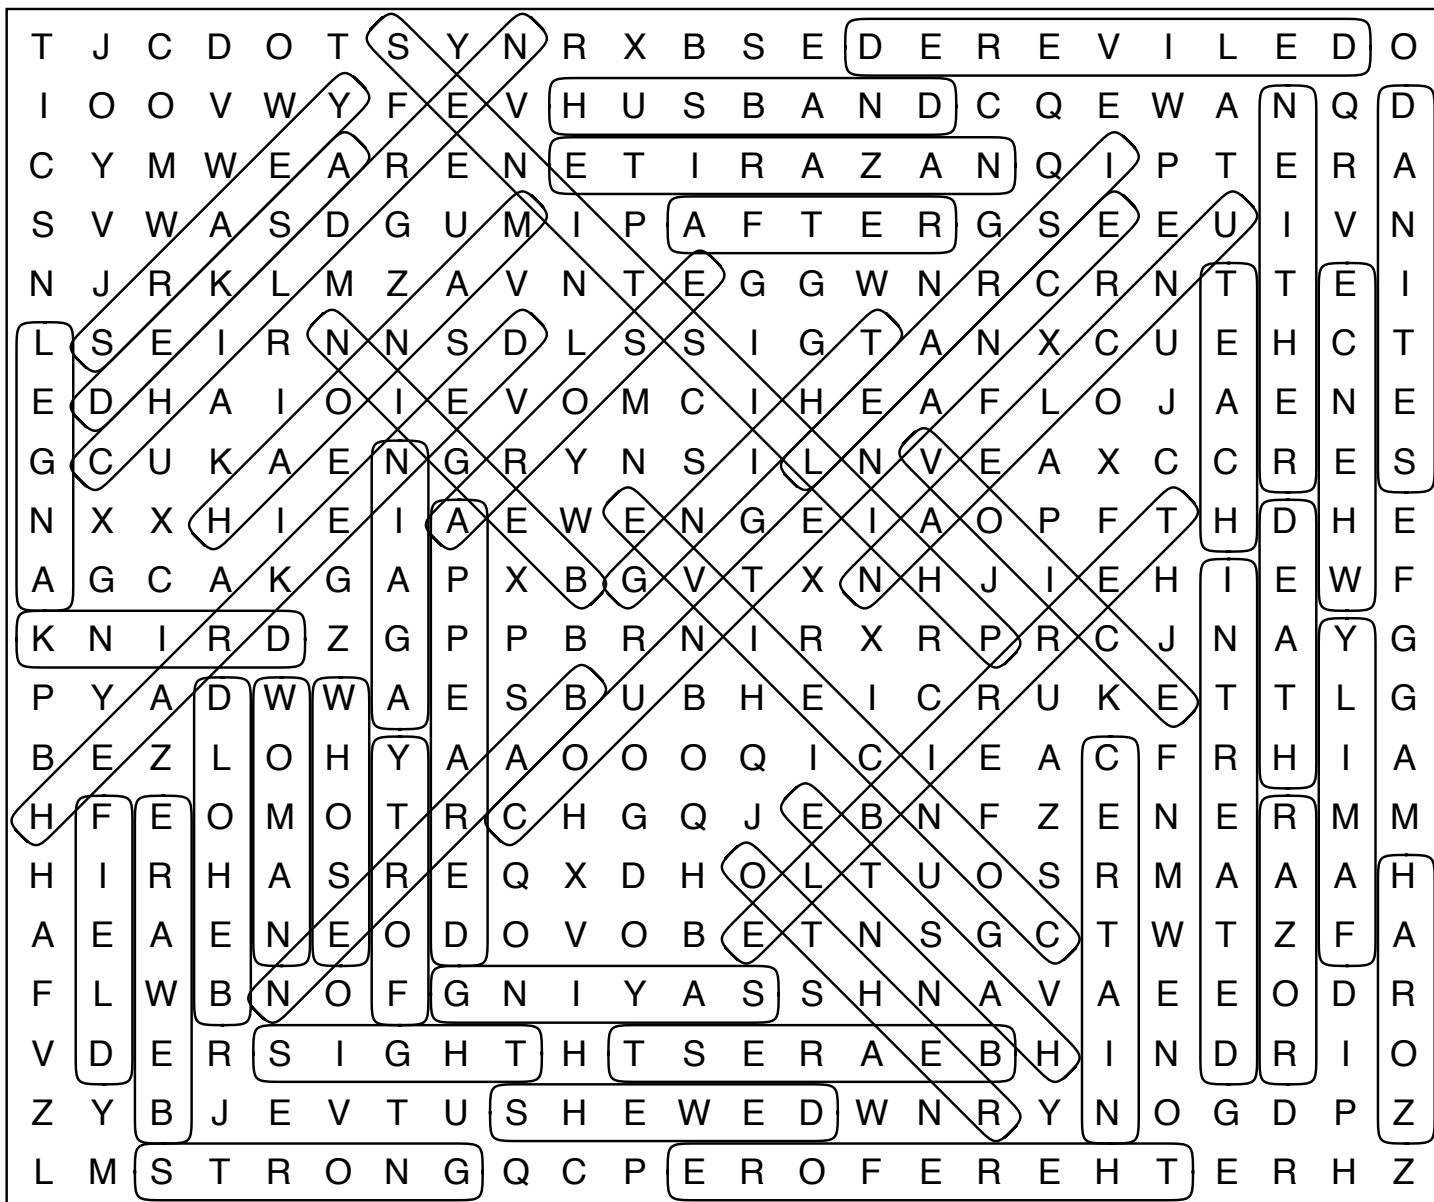 T J C D O T S Y N R X B S E D E R E V I L E D O
I O O V W Y F E V H U S B A N D C Q E W A N Q D
C Y M W E A R E N E T I R A Z A N Q I P T E R A
S V W A S D G U M I P A F T E R G S E E U I V N
N J R K L M Z A V N T E G G W N R C R N T T E I
L S E I R N N S D L S S I G T A N X C U E H C T
E D H A I O I E V O M C I H E A F L O J A E N E
G C U K A E N G R Y N S I L N V E A X C C R E S
N X X H I E I A E W E N G E I A O P F T H D H E
A G C A K G A P X B G V T X N H J I E H I E W F
K N I R D Z G P P B R N I R X R P R C J N A Y G
P Y A D W W A E S B U B H E I C R U K E T T L G
B E Z L O H Y A A O O O Q I C I E A C F R H I A
H F E O M O T R C H G Q J E B N F Z E N E R M M
H I R H A S R E Q X D H O L T U O S R M A A A H
A E A E N E O D O V O B E T N S G C T W T Z F A
F L W B N O F G N I Y A S S H N A V A E E O D R
V D E R S I G H T H T S E R A E B H I N D R I O
Z Y B J E V T U S H E W E D W N R Y N O G D P Z
L M S T R O N G Q C P E R O F E R E H T E R H Z